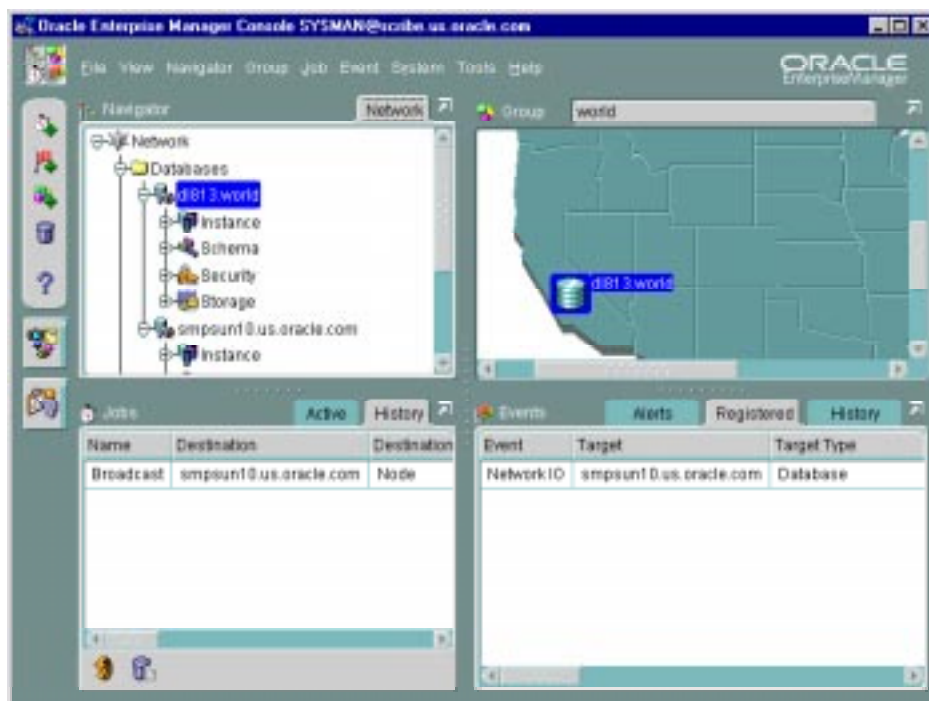 Oracle Enterprise Manager Console SYSMAN@scribe.us.oracle.com
File View Navigator Group Job Event System Tools Help
ORACLE
EnterpriseManager
Navigator
Network
Network
Databases
dl813.world
Instance
Schema
Security
Storage
smpsun10.us.oracle.com
Instance
Group
world
dl813.world
Jobs
Active
History
Name
Destination
Destination
Broadcast
smpsun10.us.oracle.com
Node
Events
Alerts
Registered
History
Event
Target
Target Type
Network IO
smpsun10.us.oracle.com
Database